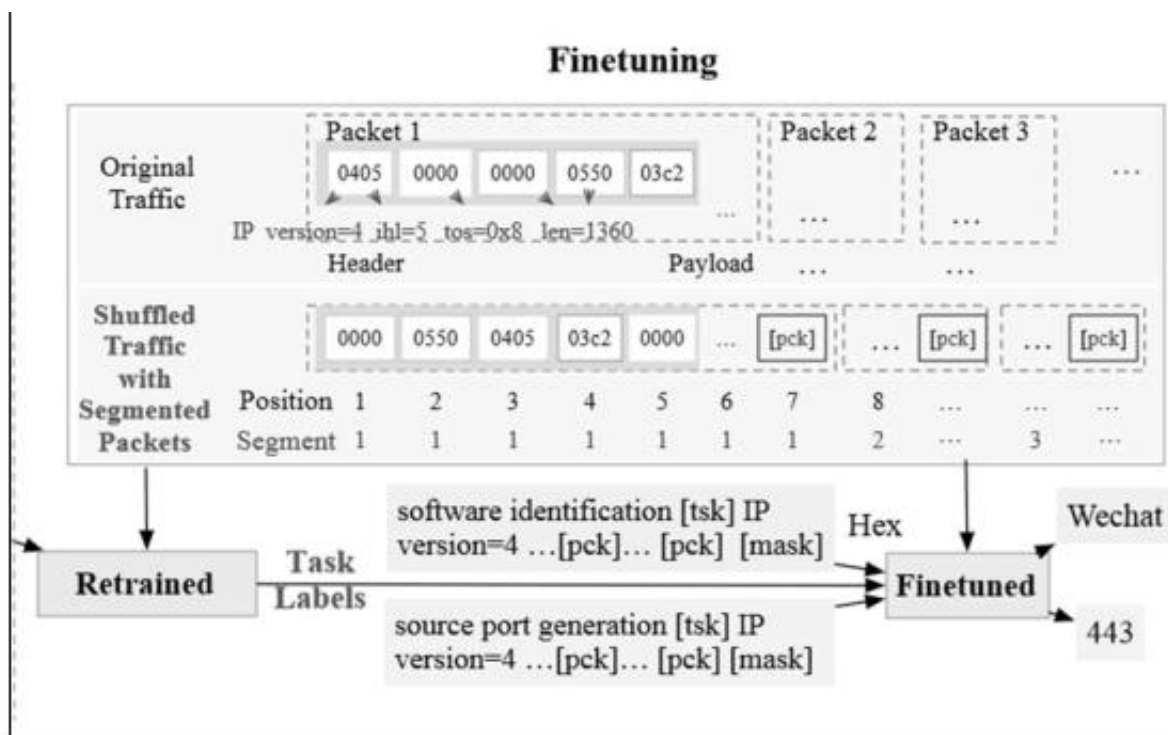 Finetuning
Packet 1
Packet 2
Packet 3
Original
Traffic
0405 0000 0000 0550 03c2
...
... ... ...
IP version=4 ihl=5 tos=0x8 len=1360
Header
Payload
... ...
Shuffled
Traffic
with
Segmented
Packets
0000 0550 0405 03c2 0000 ... [pck] ... [pck] ... [pck]
Position 1 2 3 4 5 6 7 8 ... ... ...
Segment 1 1 1 1 1 1 1 2 ... 3 ...
software identification [tsk] IP
version=4 ...[pck]... [pck] [mask]
Hex
Wechat
Retrained
Task
Labels
Finetuned
source port generation [tsk] IP
version=4 ...[pck]... [pck] [mask]
443